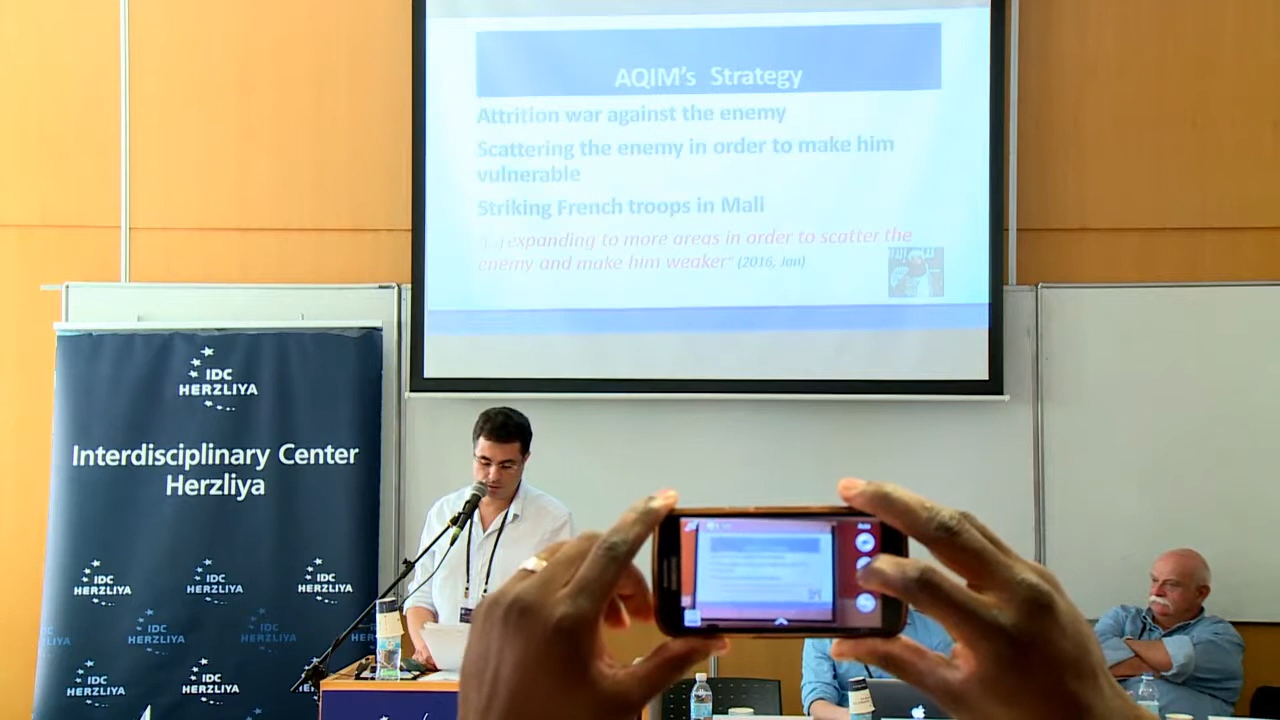 AQIM's Strategy
Attrition war against the enemy
Scattering the enemy in order to make him
vulnerable
Striking French troops in Mali
expanding to more areas in order to scatter the
enemy and make him weaker" (2016, Jan)
IDC
HERZLIYA
Interdisciplinary Center
Herzliya
IDC
HERZLIYA
IDC
HERZLIYA
IDC
HERZLIYA
IDC
HERZLIYA
IDC
HERZLIYA
IDC
HERZLIYA
IDC
HERZLIYA